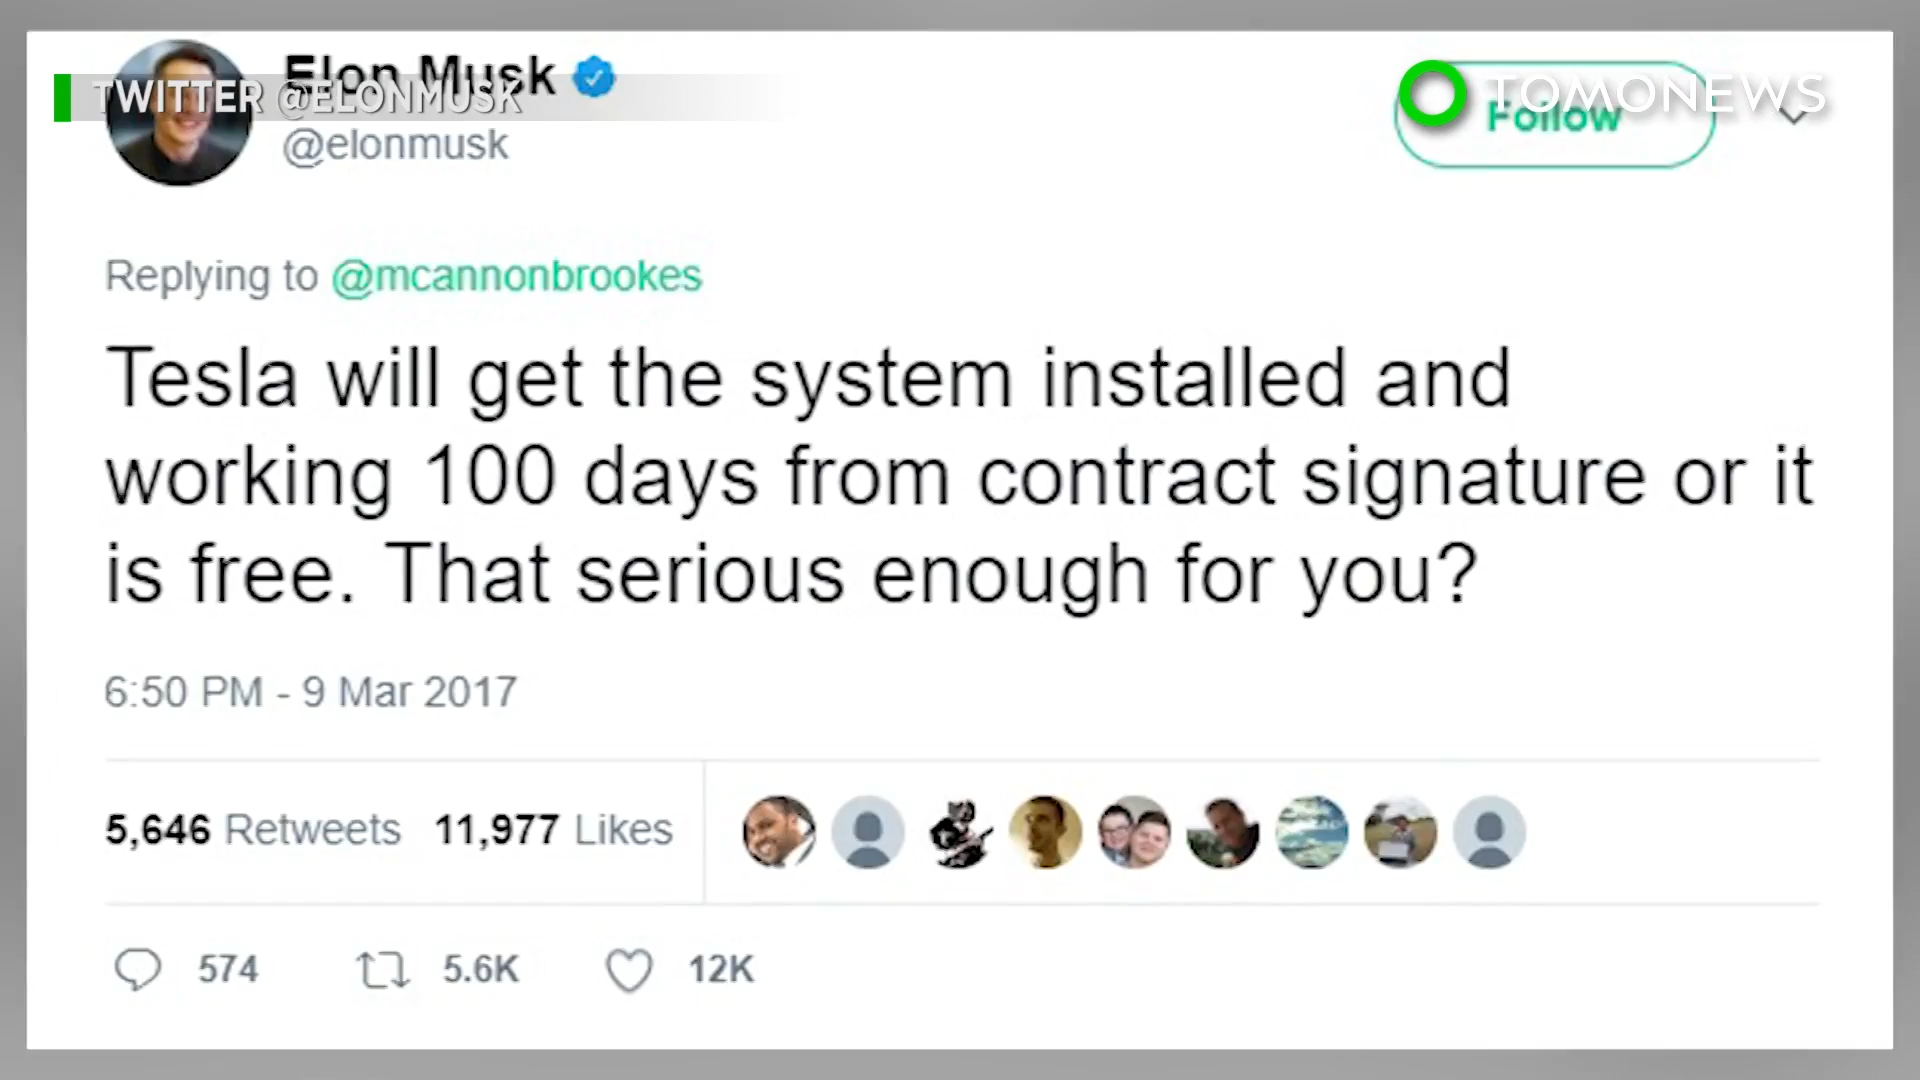 Elon Musk
TWITTER @ELONMUSK
@elonmusk
Follow
TOMONEWS
Replying to @mcannonbrookes
Tesla will get the system installed and
working 100 days from contract signature or it
is free. That serious enough for you?
6:50 PM - 9 Mar 2017
5,646 Retweets 11,977 Likes
574 5.6K 12K